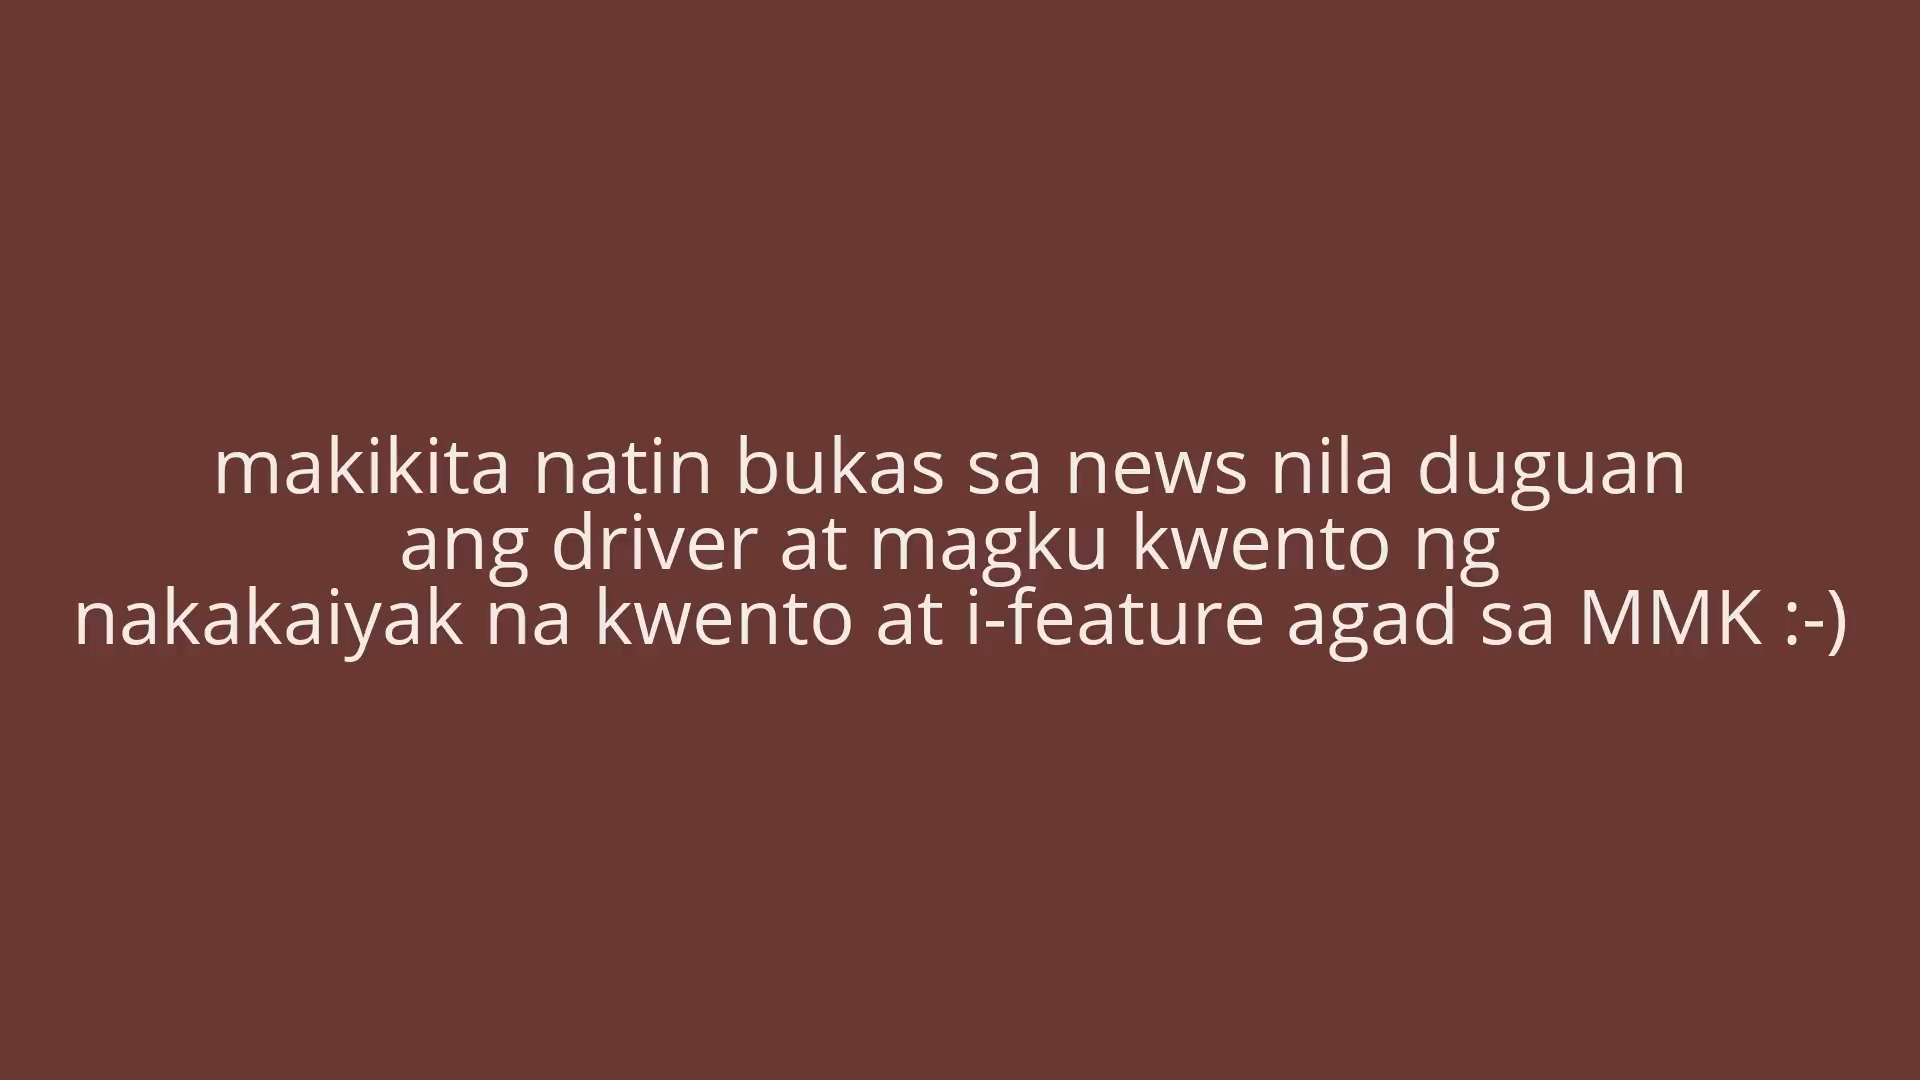 makikita natin bukas sa news nila duguan
ang driver at magku kwento ng
nakakaiyak na kwento at i-feature agad sa MMK :-)